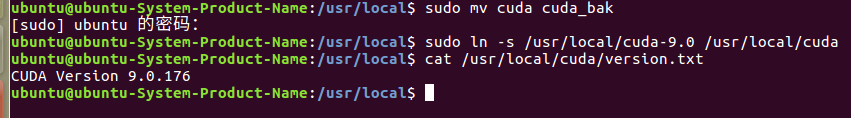 ubuntu@ubuntu-System-Product-Name:/usr/local$ sudo mv cuda cuda_bak
[sudo] ubuntu 的密码：
ubuntu@ubuntu-System-Product-Name:/usr/local$ sudo ln -s /usr/local/cuda-9.0 /usr/local/cuda
ubuntu@ubuntu-System-Product-Name:/usr/local$ cat /usr/local/cuda/version.txt
CUDA Version 9.0.176
ubuntu@ubuntu-System-Product-Name:/usr/local$